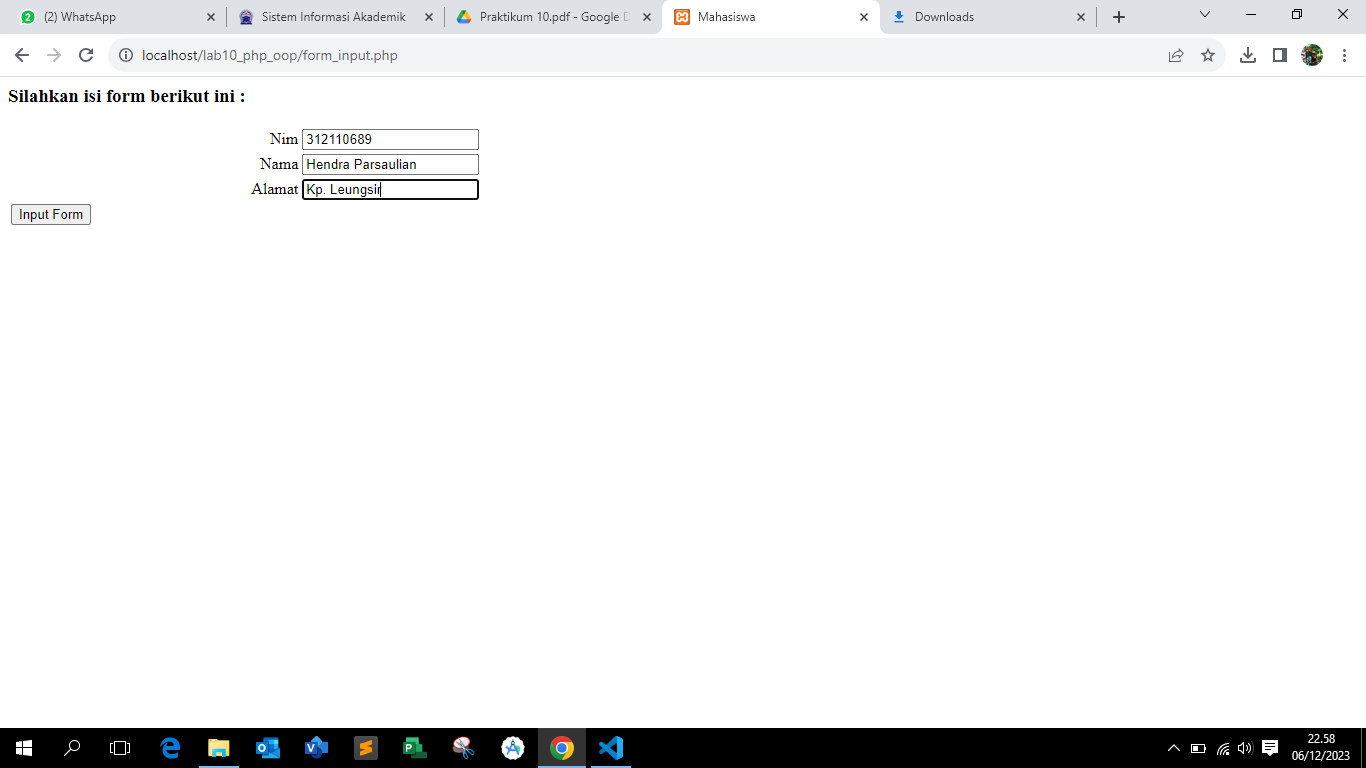 (2) WhatsApp
Sistem Informasi Akademik
Praktikum 10.pdf - Google D
Mahasiswa
Downloads
localhost/lab10_php_oop/form_input.php
Silahkan isi form berikut ini :
Nim 312110689
Nama Hendra Parsaulian
Alamat Kp. Leungsir
Input Form
22.58
06/12/2023